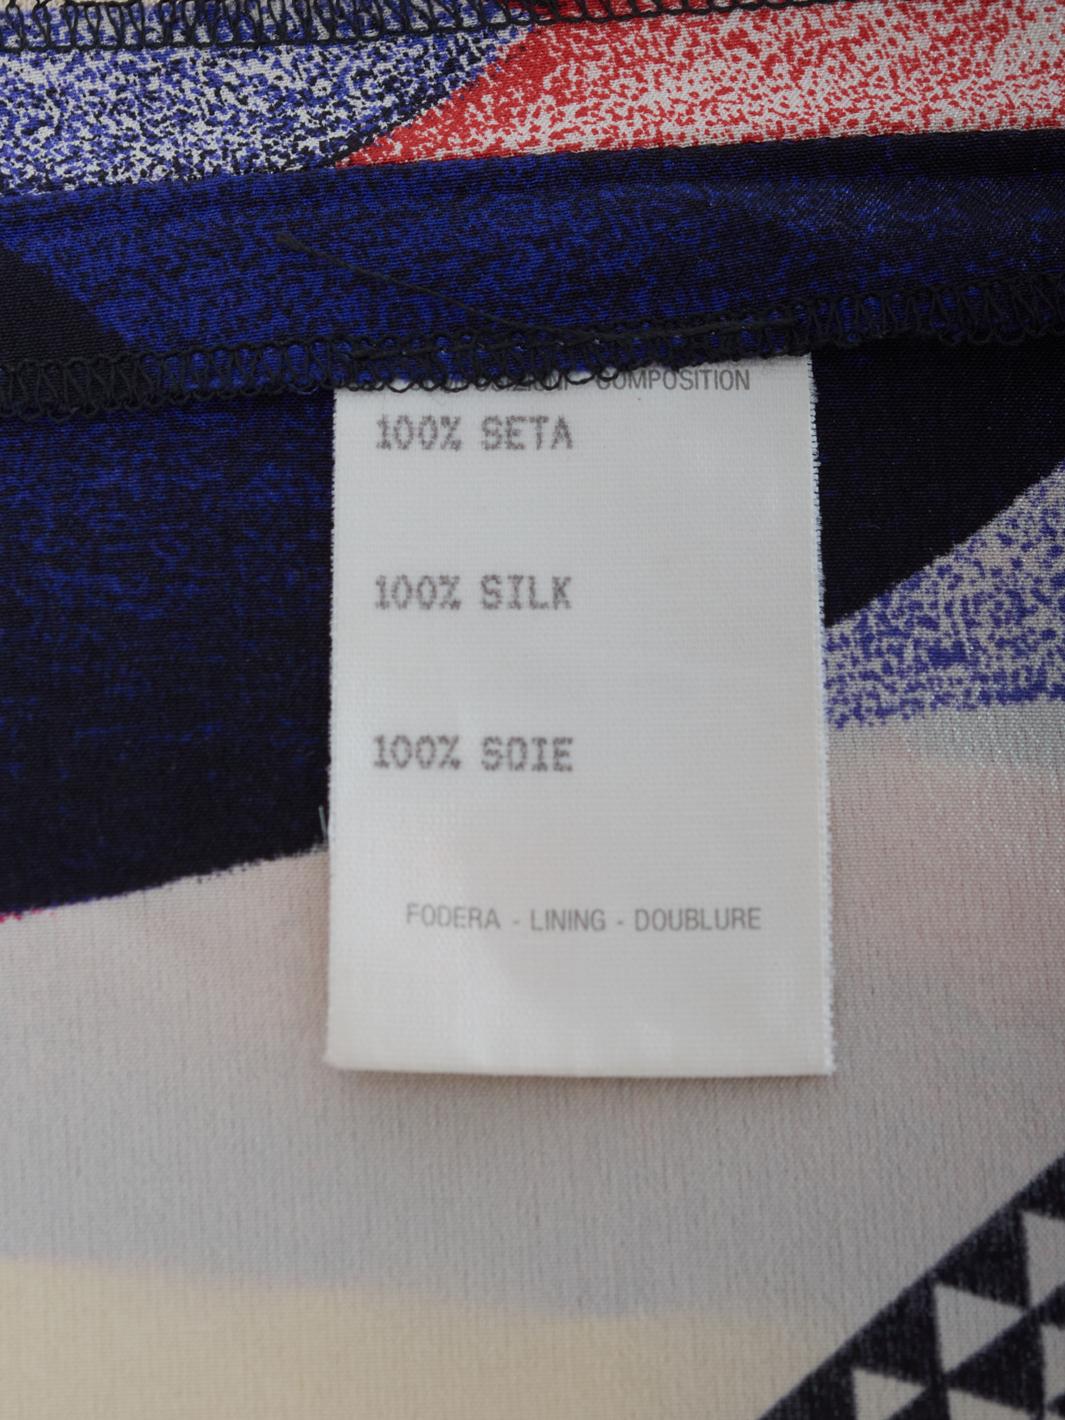 COMPOSITION
100% SETA
100% SILK
100% SOIE
FODERA - LINING - DOUBLURE